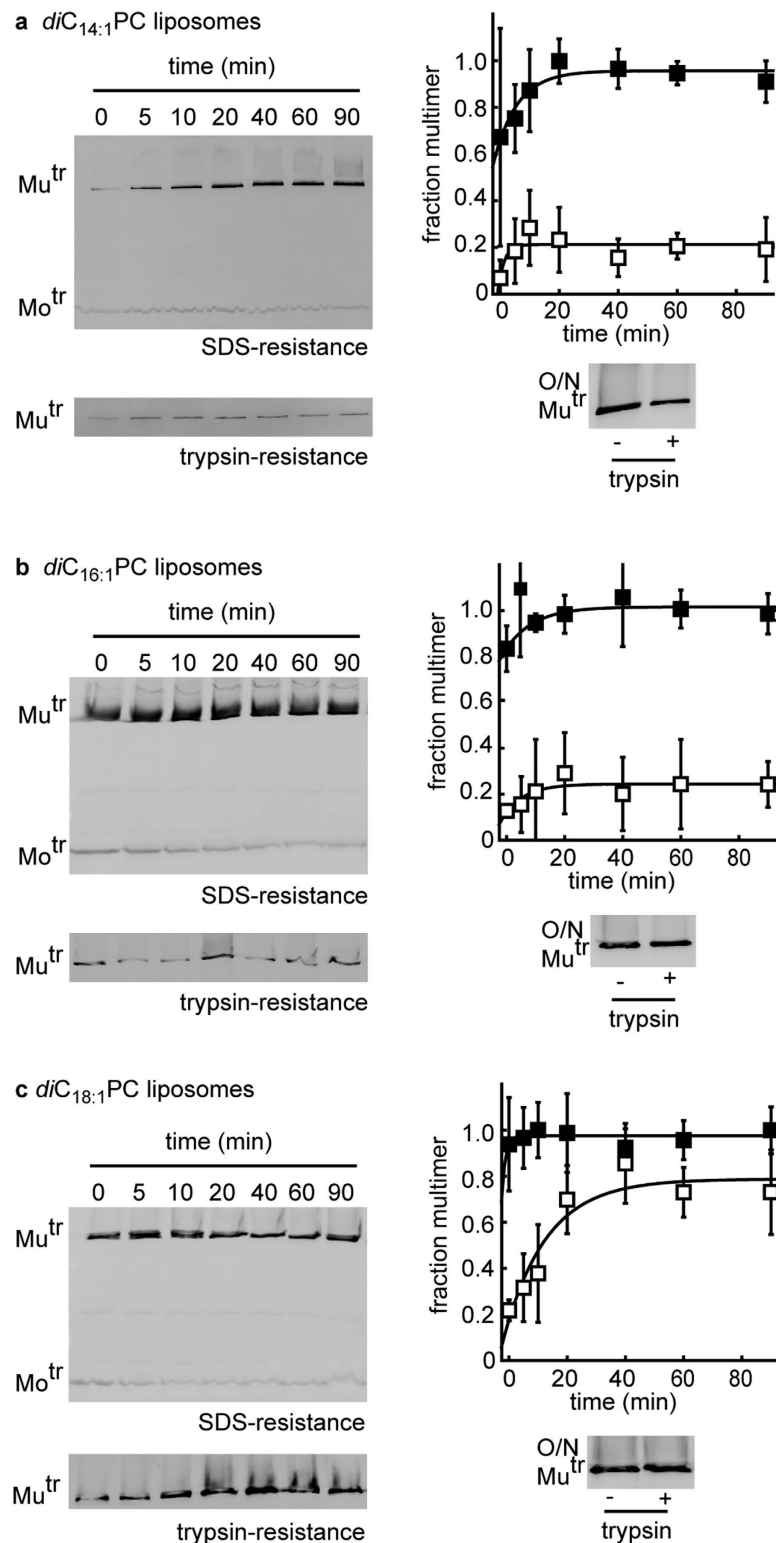 a diC14:1PC liposomes
time (min)
0 5 10 20 40 60 90
Mutr
Motr
SDS-resistance
Mutr
trypsin-resistance
fraction multimer
1.0
0.8
0.6
0.4
0.2
0
0 20 40 60 80
time (min)
O/N
Mutr
- +
trypsin
b diC16:1PC liposomes
time (min)
0 5 10 20 40 60 90
Mutr
Motr
SDS-resistance
Mutr
trypsin-resistance
fraction multimer
1.0
0.8
0.6
0.4
0.2
0
0 20 40 60 80
time (min)
O/N
Mutr
- +
trypsin
c diC18:1PC liposomes
time (min)
0 5 10 20 40 60 90
Mutr
Motr
SDS-resistance
Mutr
trypsin-resistance
fraction multimer
1.0
0.8
0.6
0.4
0.2
0
0 20 40 60 80
time (min)
O/N
Mutr
- +
trypsin